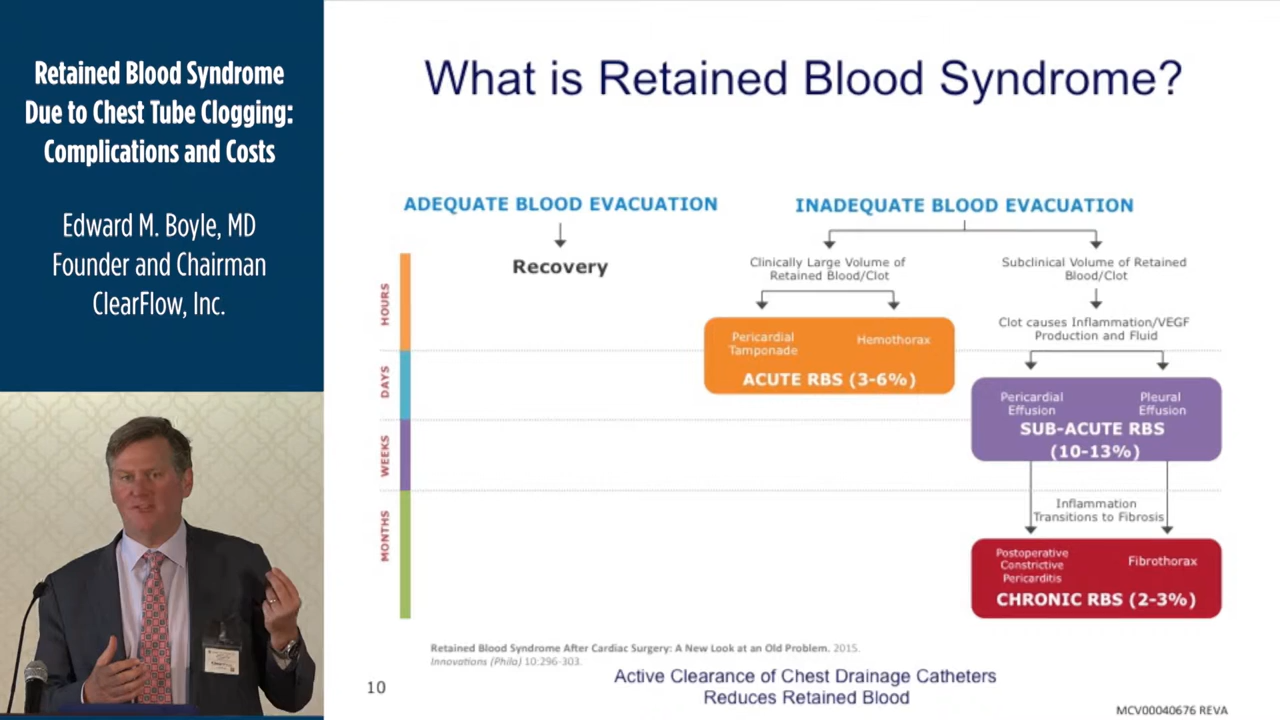 Retained Blood Syndrome
Due to Chest Tube Clogging:
Complications and Costs
Edward M. Boyle, MD
Founder and Chairman
ClearFlow, Inc.
What is Retained Blood Syndrome?
ADEQUATE BLOOD EVACUATION
Recovery
INADEQUATE BLOOD EVACUATION
Clinically Large Volume of
Retained Blood/Clot
Subclinical Volume of Retained
Blood/Clot
Clot causes Inflammation/VEGF
Production and Fluid
HOURS
DAYS
WEEKS
MONTHS
Pericardial
Tamponade
Hemothorax
ACUTE RBS (3-6%)
Pericardial
Effusion
Pleural
Effusion
SUB-ACUTE RBS
(10-13%)
Inflammation
Transitions to Fibrosis
Postoperative
Constrictive
Pericarditis
Fibrothorax
CHRONIC RBS (2-3%)
Retained Blood Syndrome After Cardiac Surgery: A New Look at an Old Problem. 2015.
Innovations (Phila) 10:296-303.
Active Clearance of Chest Drainage Catheters
Reduces Retained Blood
10
MCV00040676 REVA